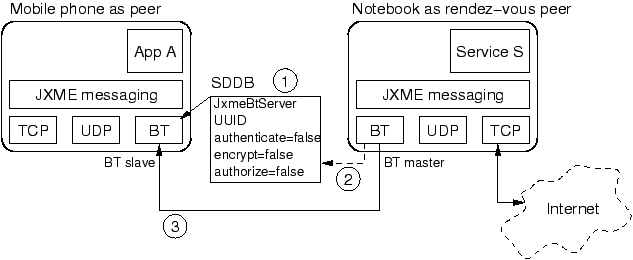 Mobile phone as peer
Notebook as rendez-vous peer
App A
Service S
JXME messaging
JXME messaging
TCP
UDP
BT
BT
UDP
TCP
BT slave
BT master
SDDB
1
JxmeBtServer
UUID
authenticate=false
encrypt=false
authorize=false
2
3
Internet